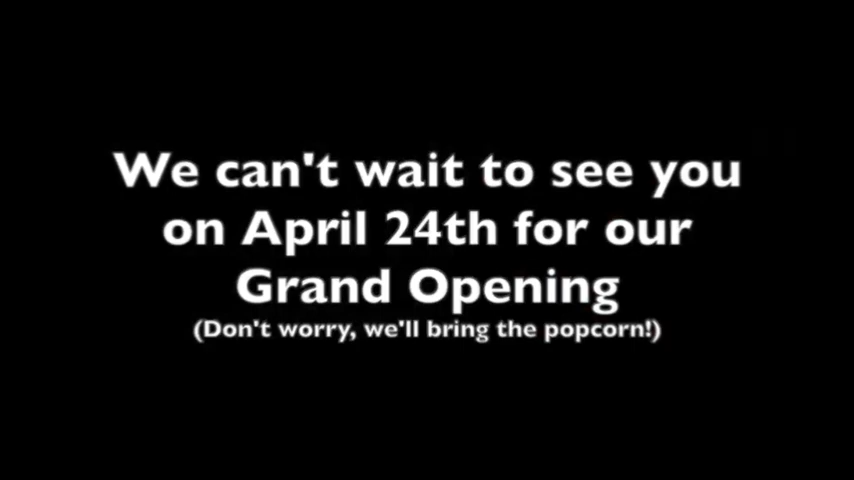 We can't wait to see you
on April 24th for our
Grand Opening
(Don't worry, we'll bring the popcorn!)